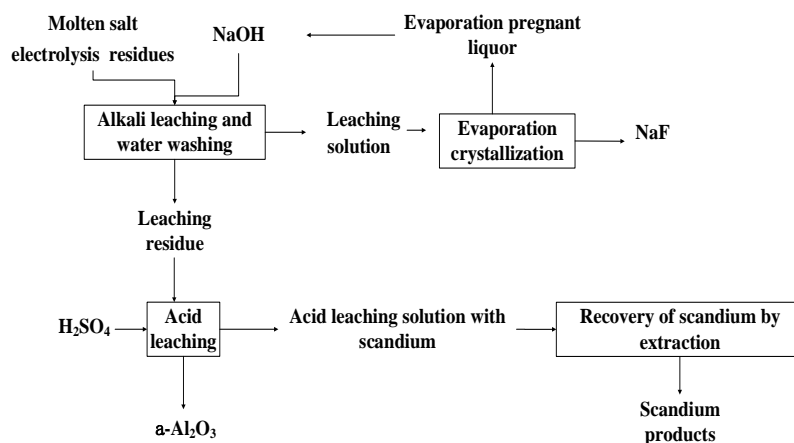 Molten salt
electrolysis residues
NaOH
Evaporation pregnant
liquor
Alkali leaching and
water washing
Leaching
solution
Evaporation
crystallization
NaF
Leaching
residue
H₂SO₄
Acid
leaching
Acid leaching solution with
scandium
Recovery of scandium by
extraction
a-Al₂O₃
Scandium
products